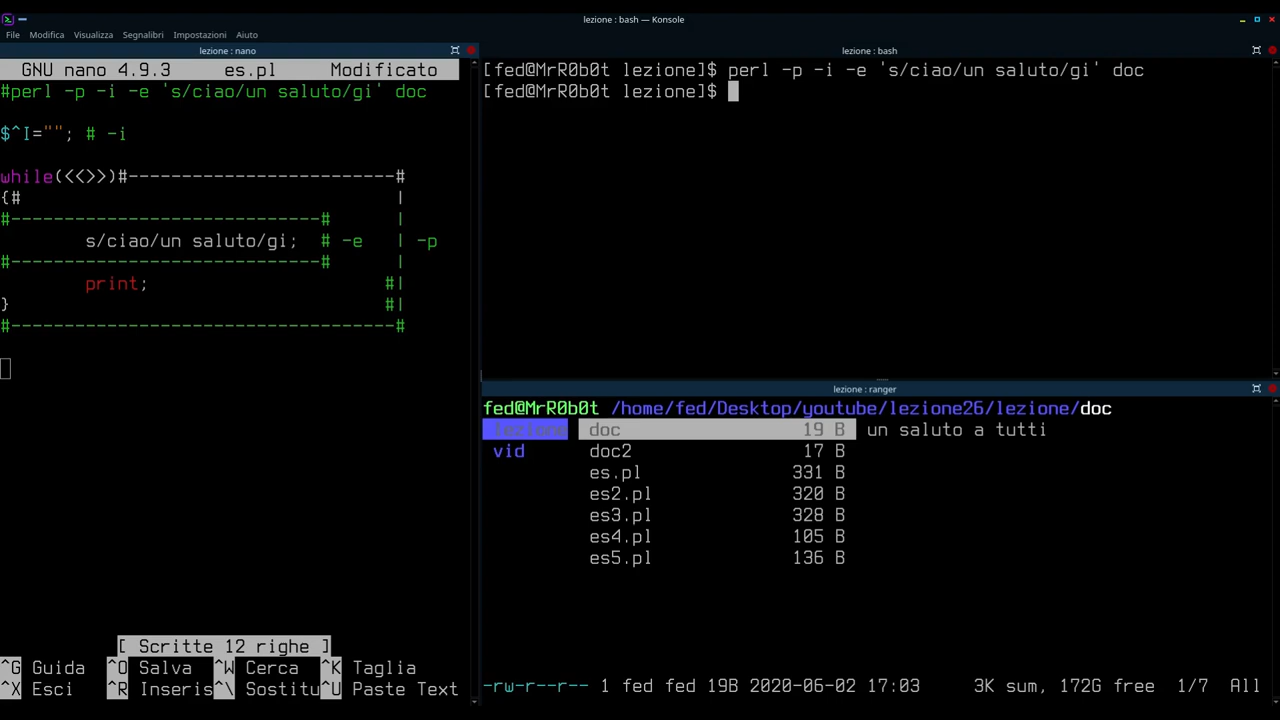 lezione : bash — Konsole
File Modifica Visualizza Segnalibri Impostazioni Aiuto
lezione : nano
GNU nano 4.9.3 es.pl Modificato
#perl -p -i -e 's/ciao/un saluto/gi' doc
$^I=""; # -i
while(<<>>)#-------------------------#
{# |
#-----------------------------# |
s/ciao/un saluto/gi; # -e | -p
#-----------------------------# |
print; #|
} #|
#------------------------------------#
[ Scritte 12 righe ]
^G Guida ^O Salva ^W Cerca ^K Taglia
^X Esci ^R Inseris ^\ Sostitu ^U Paste Text
lezione : bash
[fed@MrR0b0t lezione]$ perl -p -i -e 's/ciao/un saluto/gi' doc
[fed@MrR0b0t lezione]$
lezione : ranger
fed@MrR0b0t /home/fed/Desktop/youtube/lezione26/lezione/doc
lezione doc 19 B un saluto a tutti
vid doc2 17 B
es.pl 331 B
es2.pl 320 B
es3.pl 328 B
es4.pl 105 B
es5.pl 136 B
-rw-r--r-- 1 fed fed 19B 2020-06-02 17:03 3K sum, 172G free 1/7 All